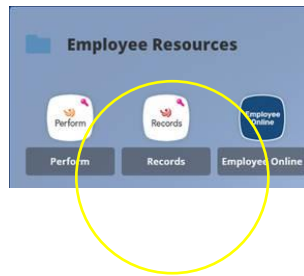 Employee Resources
Perform
Records
Employee
Online
Perform
Records
Employee Online